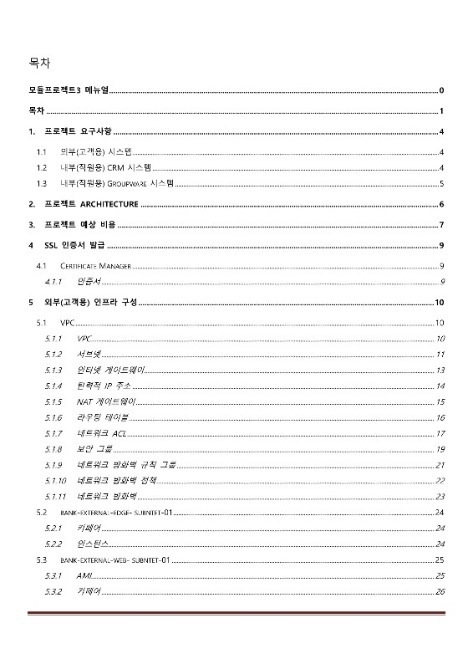 목차
모듈프로젝트3 메뉴얼 0
목차 1
1. 프로젝트 요구사항 4
1.1 외부(고객용) 시스템 4
1.2 내부(직원용) CRM 시스템 4
1.3 내부(직원용) GROUPWARE 시스템 5
2. 프로젝트 ARCHITECTURE 6
3. 프로젝트 예상 비용 7
4 SSL 인증서 발급 9
4.1 CERTIFICATE MANAGER 9
4.1.1 인증서 9
5 외부(고객용) 인프라 구성 10
5.1 VPC 10
5.1.1 VPC 10
5.1.2 서브넷 11
5.1.3 인터넷 게이트웨이 13
5.1.4 탄력적 IP 주소 14
5.1.5 NAT 게이트웨이 15
5.1.6 라우팅 테이블 16
5.1.7 네트워크 ACL 17
5.1.8 보안 그룹 19
5.1.9 네트워크 방화벽 규칙 그룹 21
5.1.10 네트워크 방화벽 정책 22
5.1.11 네트워크 방화벽 23
5.2 BANK-EXTERNAL-EDGE- SUBNTET-01 24
5.2.1 키페어 24
5.2.2 인스턴스 24
5.3 BANK-EXTERNAL-WEB- SUBNTET-01 25
5.3.1 AMI 25
5.3.2 키페어 26